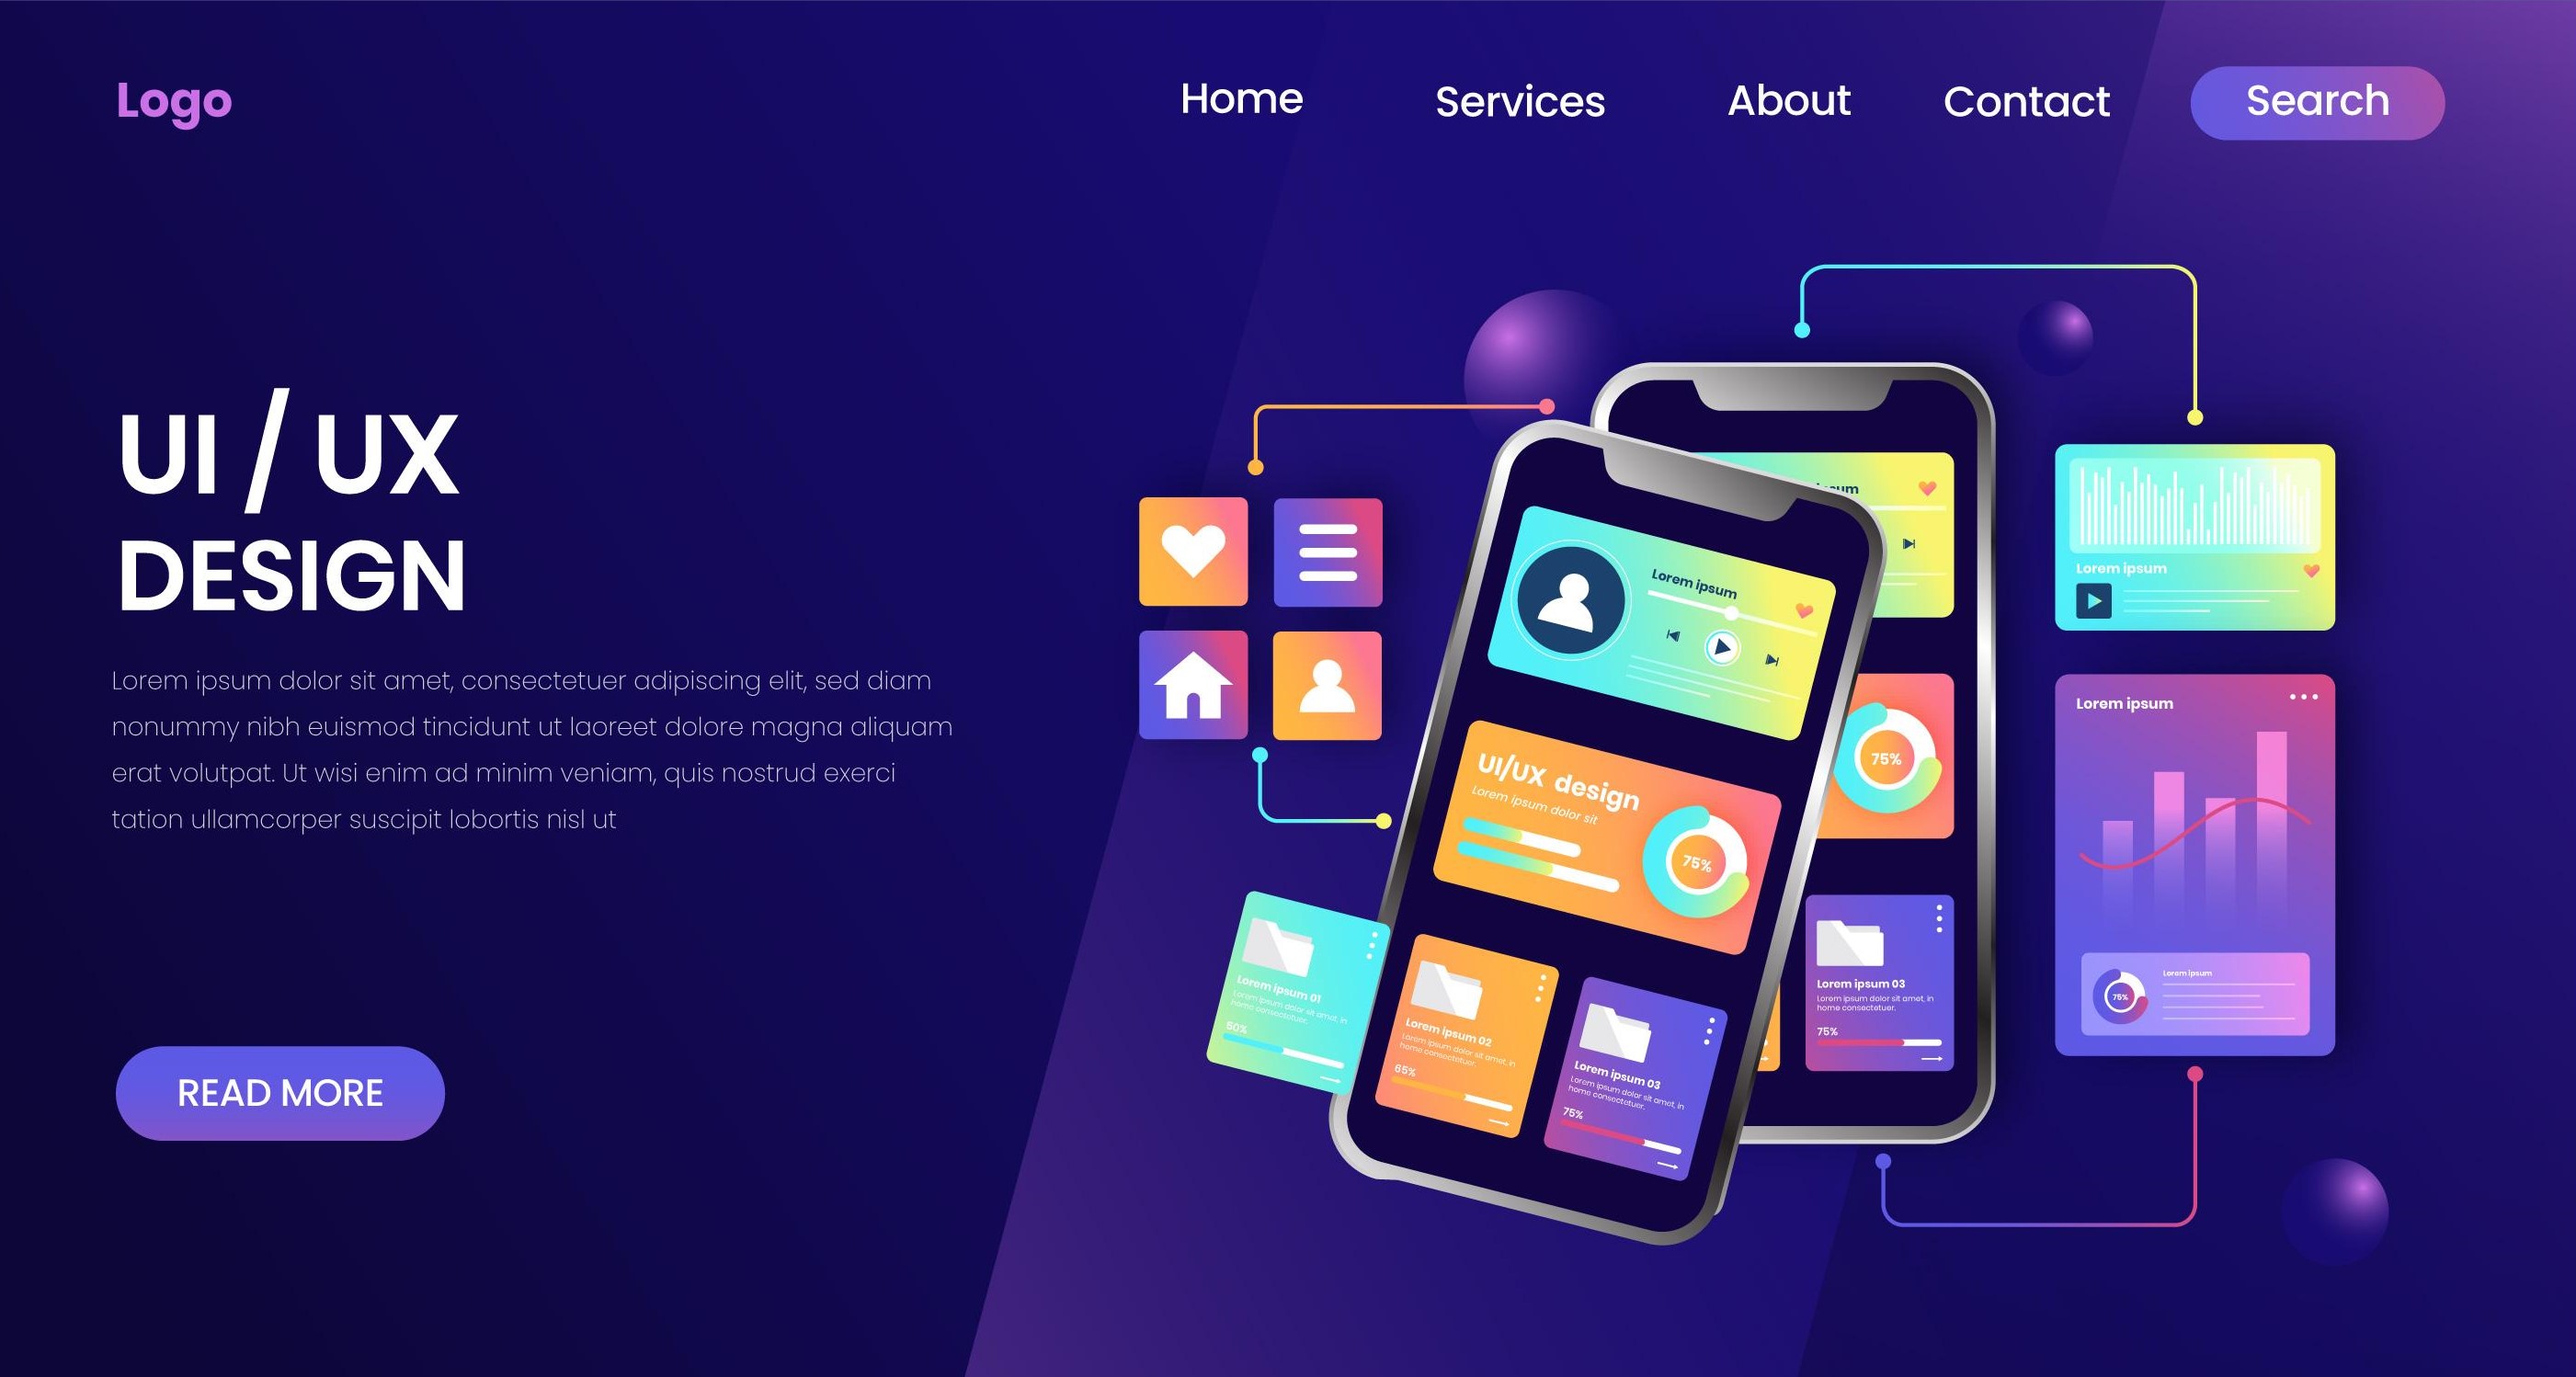 Logo
Home Services About Contact Search
UI / UX
DESIGN
Lorem ipsum dolor sit amet, consectetuer adipiscing elit, sed diam
nonummy nibh euismod tincidunt ut laoreet dolore magna aliquam
erat volutpat. Ut wisi enim ad minim veniam, quis nostrud exerci
tation ullamcorper suscipit lobortis nisl ut
READ MORE
Lorem ipsum
UI/UX design
Lorem ipsum dolor sit
75%
Lorem ipsum 01
Lorem ipsum dolor sit amet, in
home consectetuer.
50%
Lorem ipsum 02
Lorem ipsum dolor sit amet, in
home consectetuer.
65%
Lorem ipsum 03
Lorem ipsum dolor sit amet, in
home consectetuer.
75%
75%
Lorem ipsum 03
Lorem ipsum dolor sit amet, in
home consectetuer.
75%
Lorem ipsum
Lorem ipsum
75%
Lorem ipsum